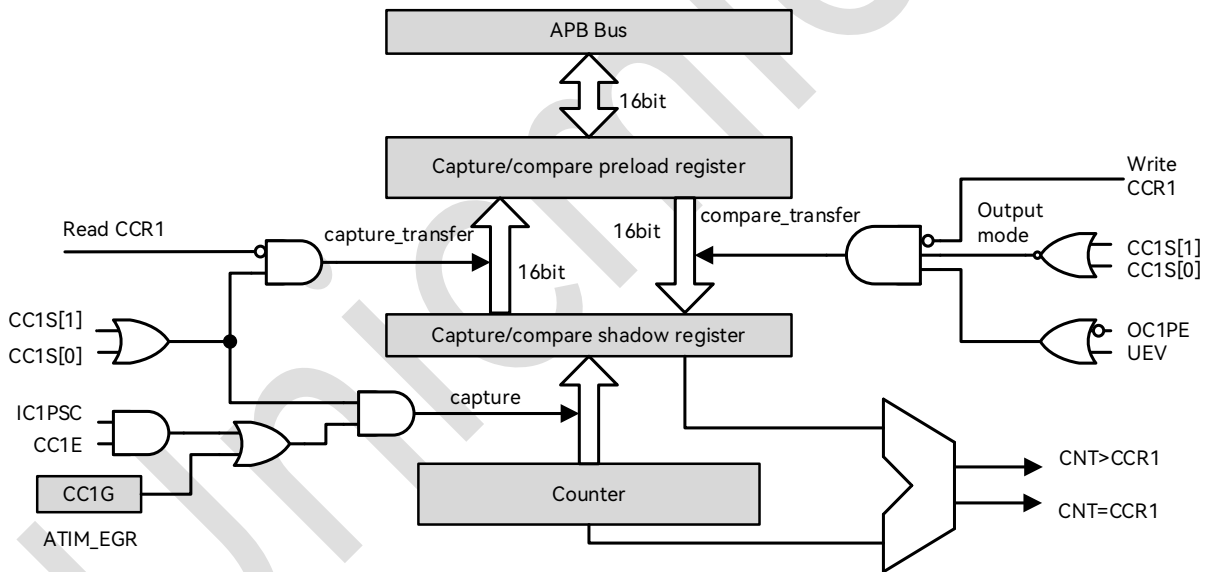 APB Bus
16bit
Capture/compare preload register
Write
CCR1
Read CCR1
capture_transfer
16bit
compare_transfer
Output
mode
CC1S[1]
CC1S[0]
16bit
CC1S[1]
CC1S[0]
Capture/compare shadow register
OC1PE
UEV
IC1PSC
CC1E
capture
CC1G
ATIM_EGR
Counter
CNT>CCR1
CNT=CCR1